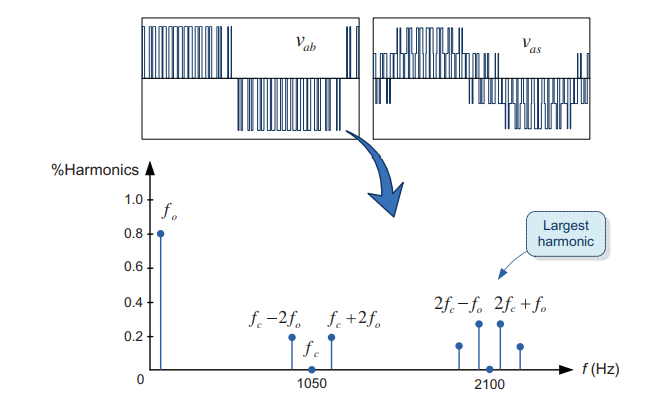 v_ab
v_as
%Harmonics
1.0
f_o
0.8
0.6
Largest
harmonic
0.4
f_c −2f_o
f_c +2f_o
2f_c −f_o
2f_c +f_o
0.2
f_c
0
1050
2100
f (Hz)